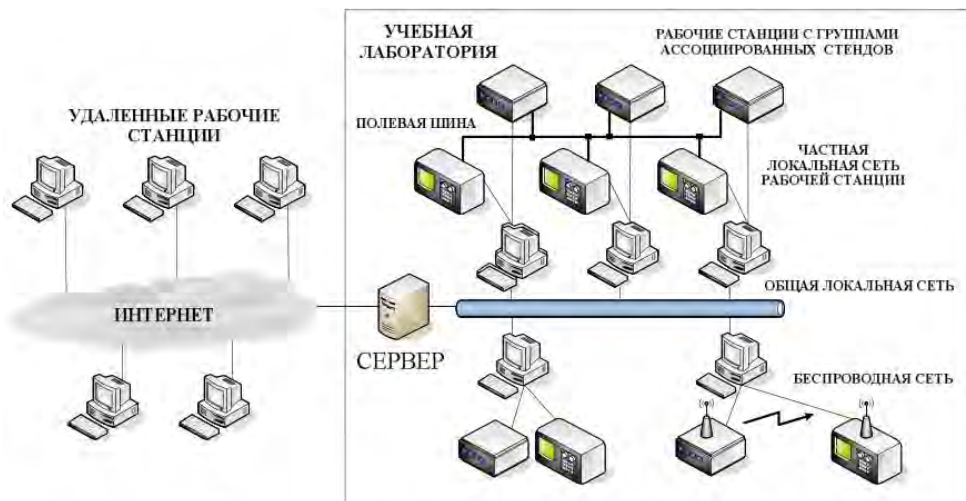 УЧЕБНАЯ
ЛАБОРАТОРИЯ
РАБОЧИЕ СТАНЦИИ С ГРУППАМИ
АССОЦИИРОВАННЫХ СТЕНДОВ
УДАЛЕННЫЕ РАБОЧИЕ
СТАНЦИИ
ПОЛЕВАЯ ШИНА
ЧАСТНАЯ
ЛОКАЛЬНАЯ СЕТЬ
РАБОЧЕЙ СТАНЦИИ
ОБЩАЯ ЛОКАЛЬНАЯ СЕТЬ
ИНТЕРНЕТ
СЕРВЕР
БЕСПРОВОДНАЯ СЕТЬ